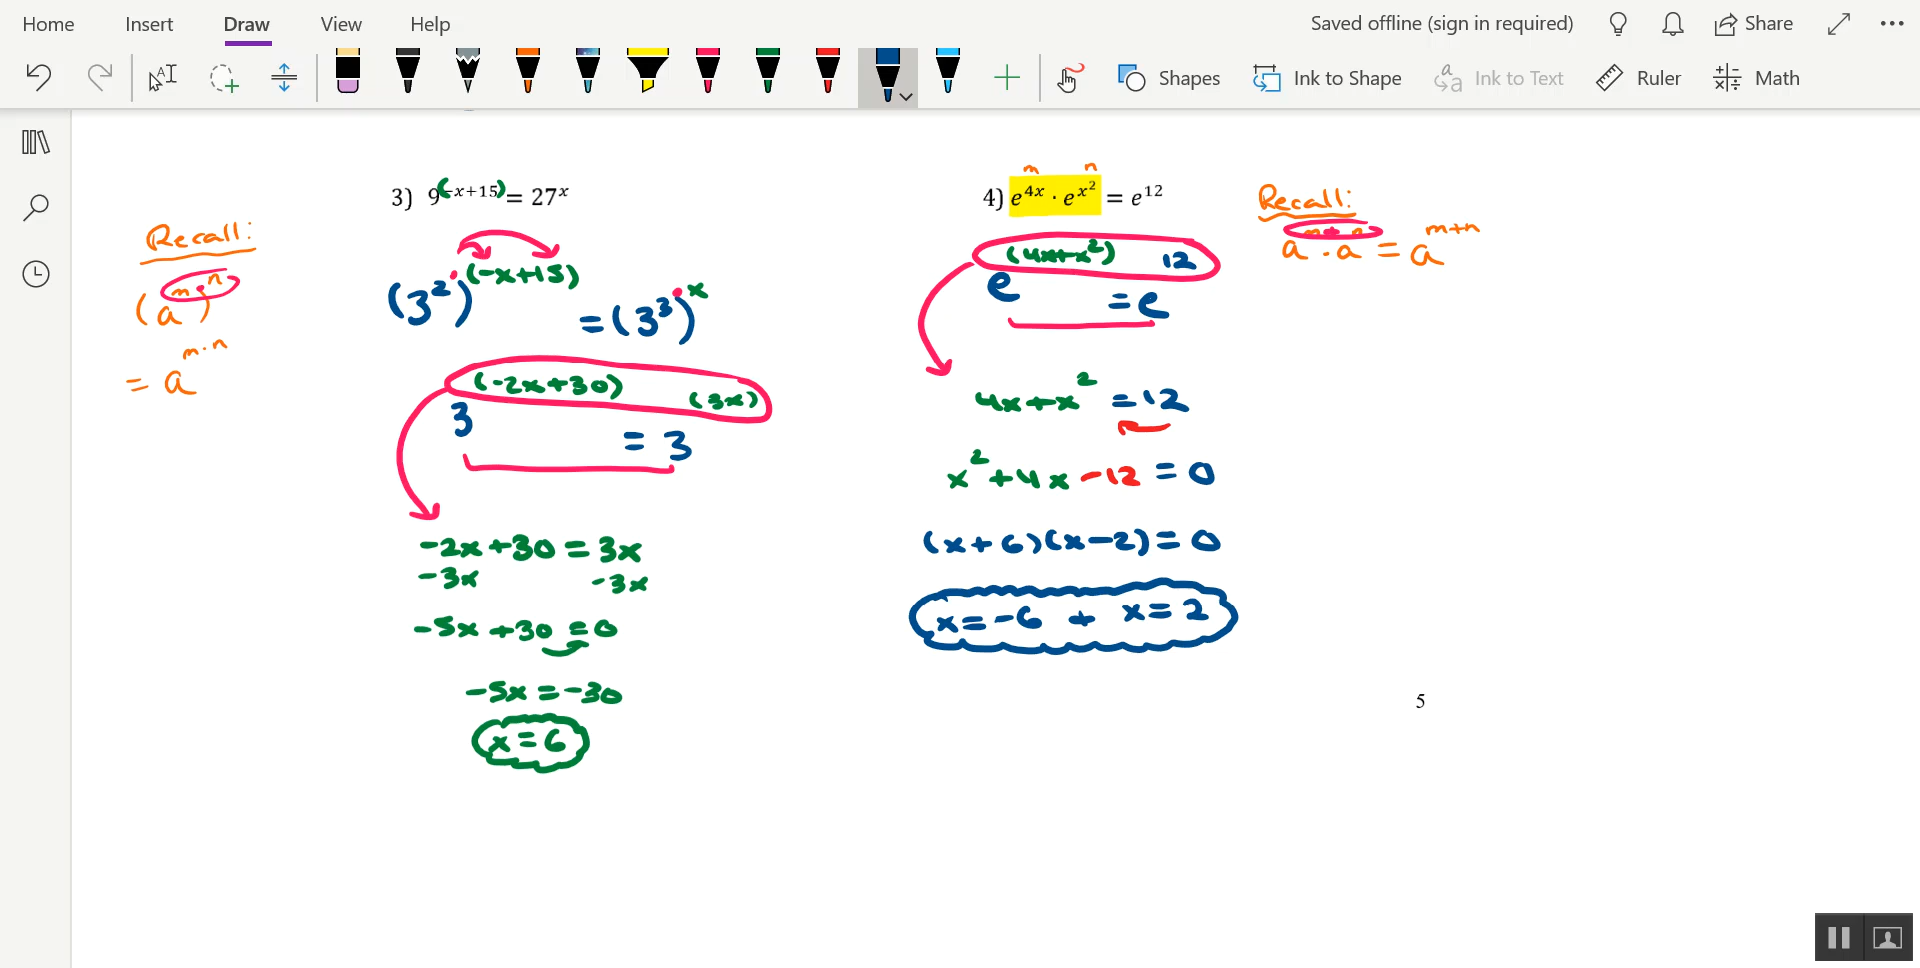 Home Insert Draw View Help Saved offline (sign in required) Share
Shapes Ink to Shape Ink to Text Ruler Math
3) 9^(-x+15) = 27^x
Recall:
(a^m)^n
= a^(m·n)
(3^2)^(-x+15) = (3^3)^x
3^(-2x+30) = 3^(3x)
-2x+30 = 3x
-3x -3x
-5x +30 = 0
-5x = -30
x = 6
4) e^4x · e^x^2 = e^12
m n
Recall:
a^m · a^n = a^m+n
e^(4x+x^2) = e^12
4x+x^2 = 12
x^2 +4x -12 = 0
(x+6)(x-2) = 0
x = -6 + x = 2
5